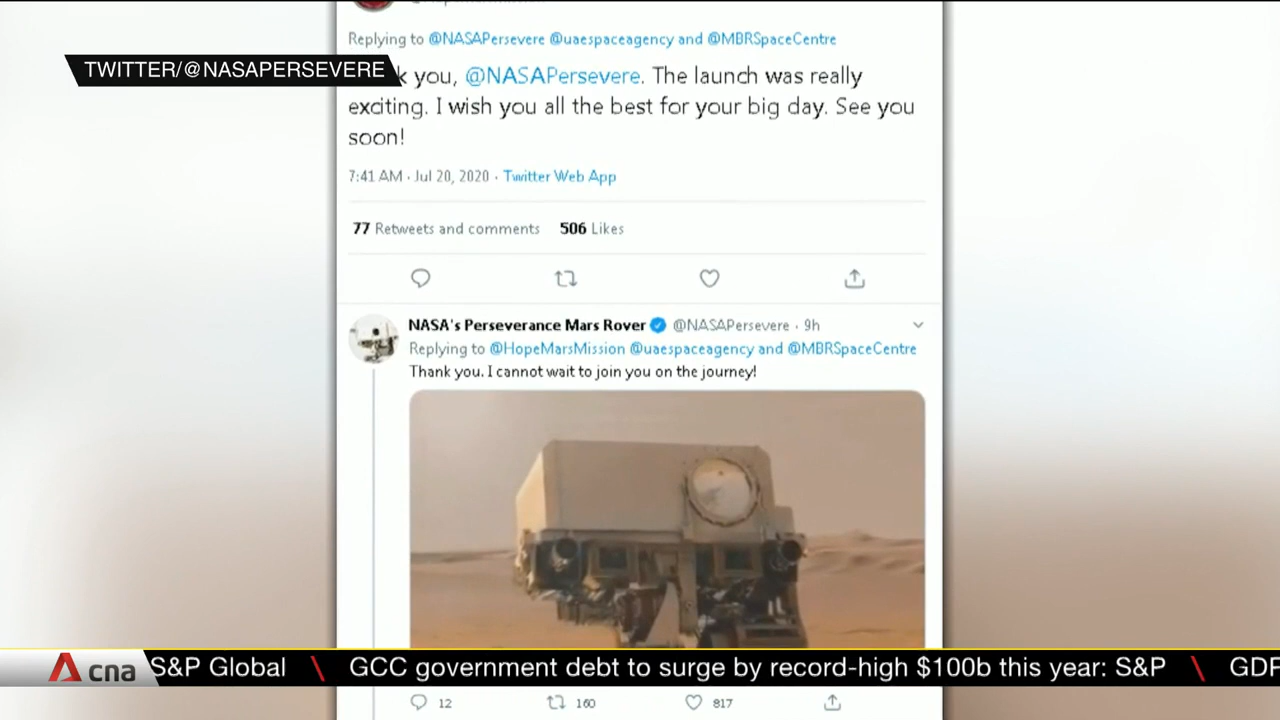 Replying to @NASAPersevere @uaespaceagency and @MBRSpaceCentre
TWITTER/@NASAPERSEVERE
k you, @NASAPersevere. The launch was really
exciting. I wish you all the best for your big day. See you
soon!
7:41 AM · Jul 20, 2020 · Twitter Web App
77 Retweets and comments 506 Likes
NASA's Perseverance Mars Rover @NASAPersevere · 9h
Replying to @HopeMarsMission @uaespaceagency and @MBRSpaceCentre
Thank you. I cannot wait to join you on the journey!
cna S&P Global \ GCC government debt to surge by record-high $100b this year: S&P \ GDP
12 160 817